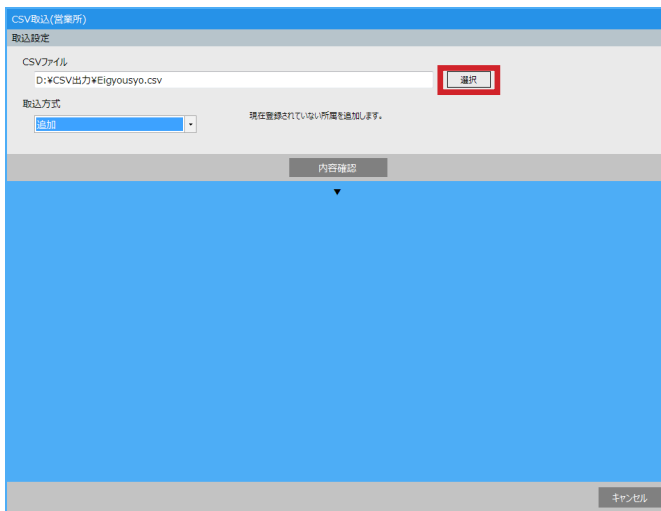 CSV取込(営業所)
取込設定
CSVファイル
D:¥CSV出力¥Eigyousyo.csv
選択
取込方式
追加
現在登録されていない所属を追加します。
内容確認
▼
キャンセル